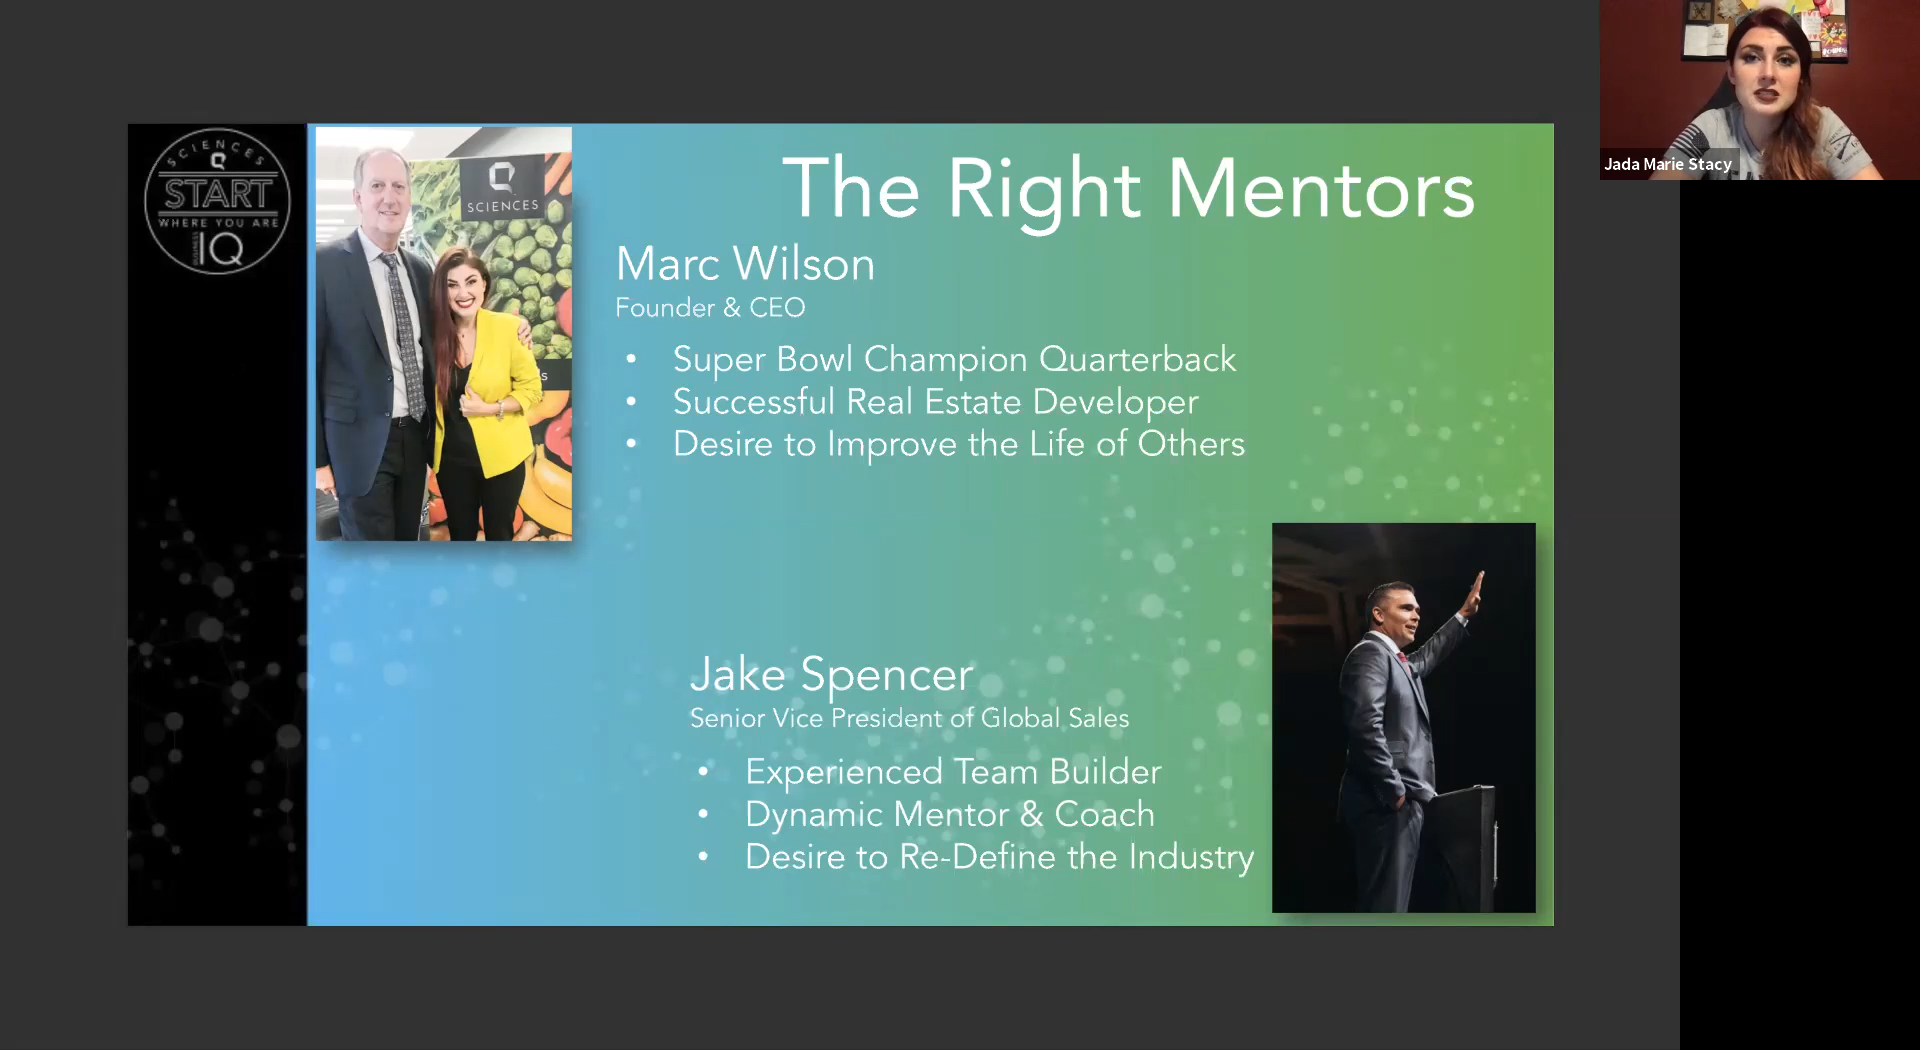 SCIENCES
Q
START
WHERE YOU ARE
BUSINESS
IQ
Q
SCIENCES
The Right Mentors
Marc Wilson
Founder & CEO
• Super Bowl Champion Quarterback
• Successful Real Estate Developer
• Desire to Improve the Life of Others
Jake Spencer
Senior Vice President of Global Sales
• Experienced Team Builder
• Dynamic Mentor & Coach
• Desire to Re-Define the Industry
Jada Marie Stacy